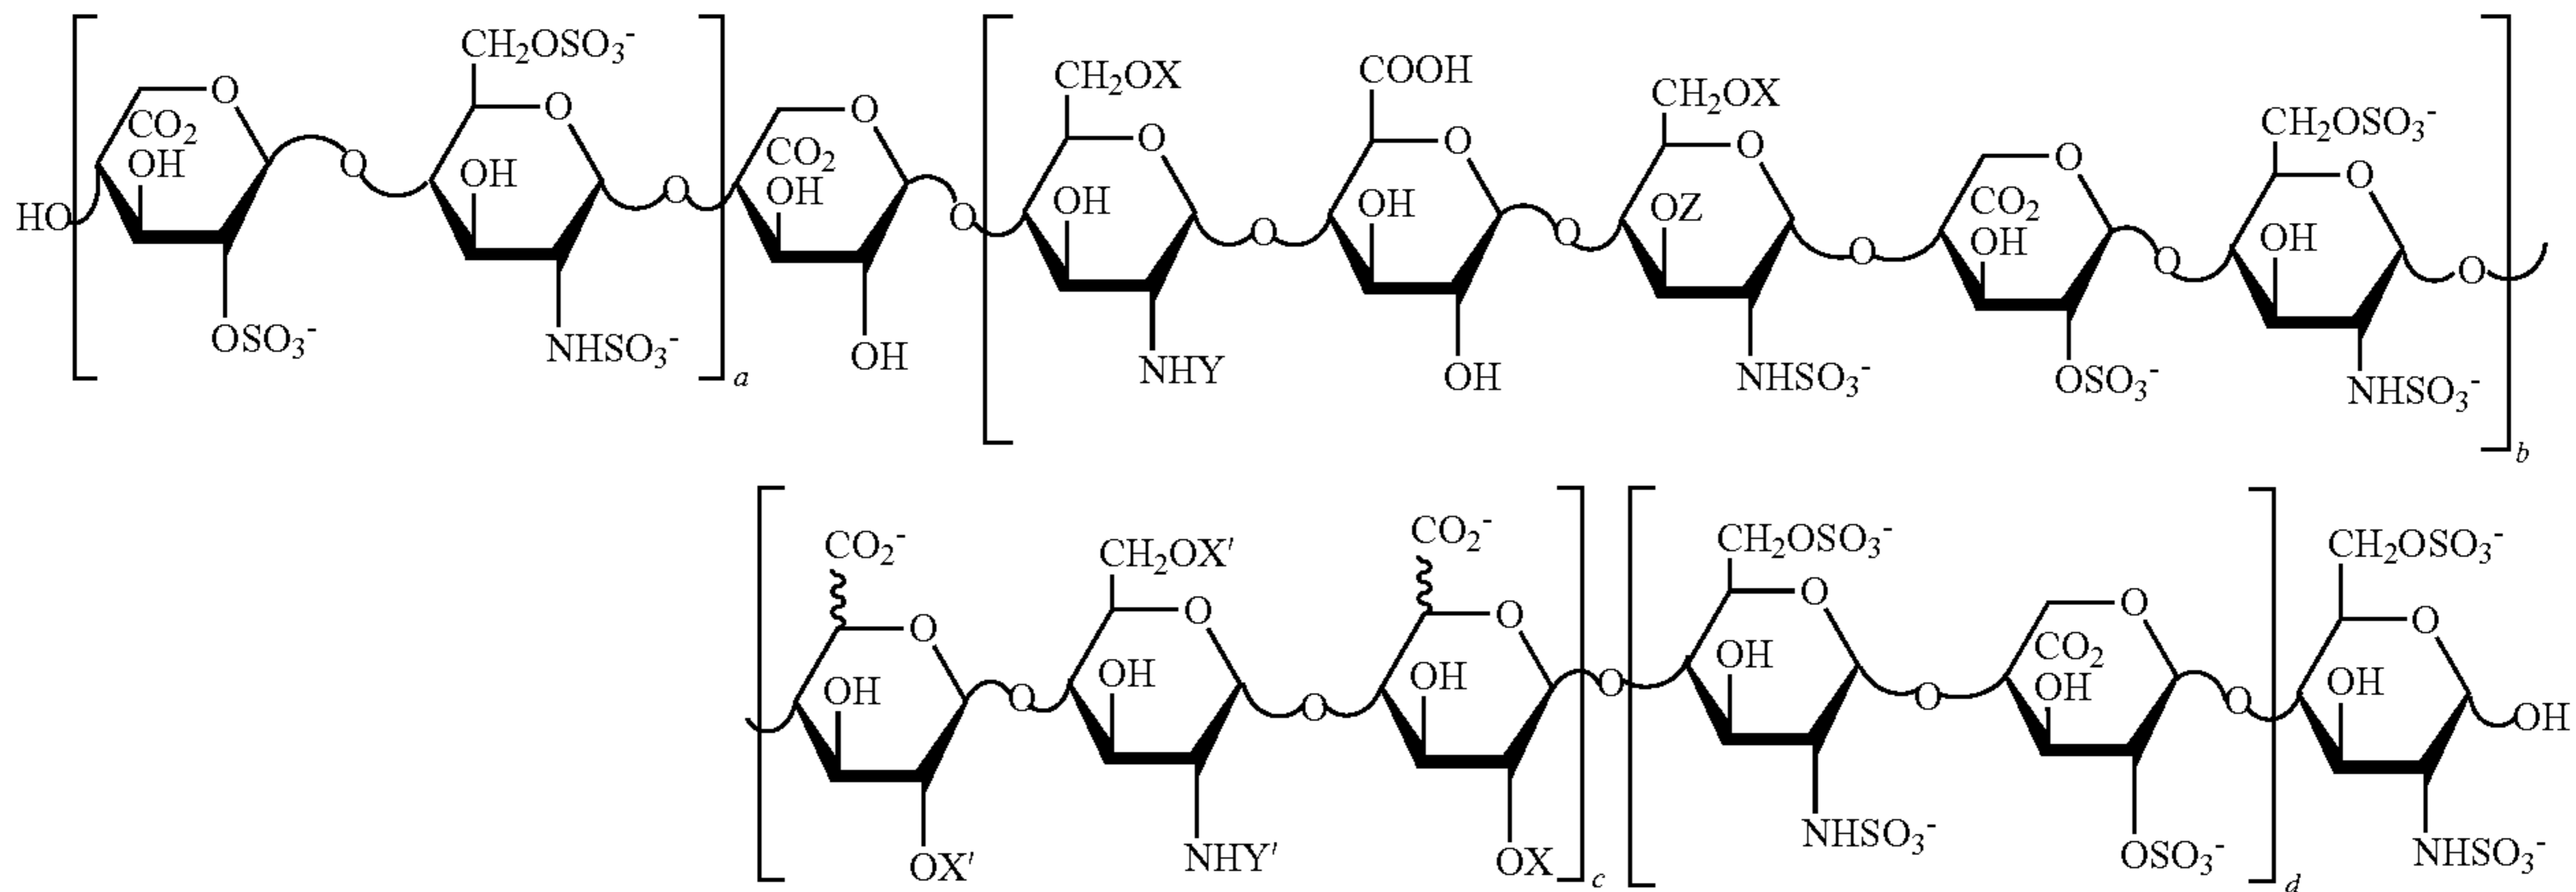 CH₂OSO₃⁻ CH₂OX COOH CH₂OX CH₂OSO₃⁻
O O O O O O O O
CO₂ CO₂ CO₂
OH OH OH OH OH OZ OH OH
HO O O O O O O O O
OSO₃⁻ NHSO₃⁻ OH NHY OH NHSO₃⁻ OSO₃⁻ NHSO₃⁻
a b
CO₂⁻ CH₂OX′ CO₂⁻ CH₂OSO₃⁻ CH₂OSO₃⁻
O O O O O O
CO₂
OH OH OH OH OH OH
O O O O O OH
OX′ NHY′ OX NHSO₃⁻ OSO₃⁻ NHSO₃⁻
c d